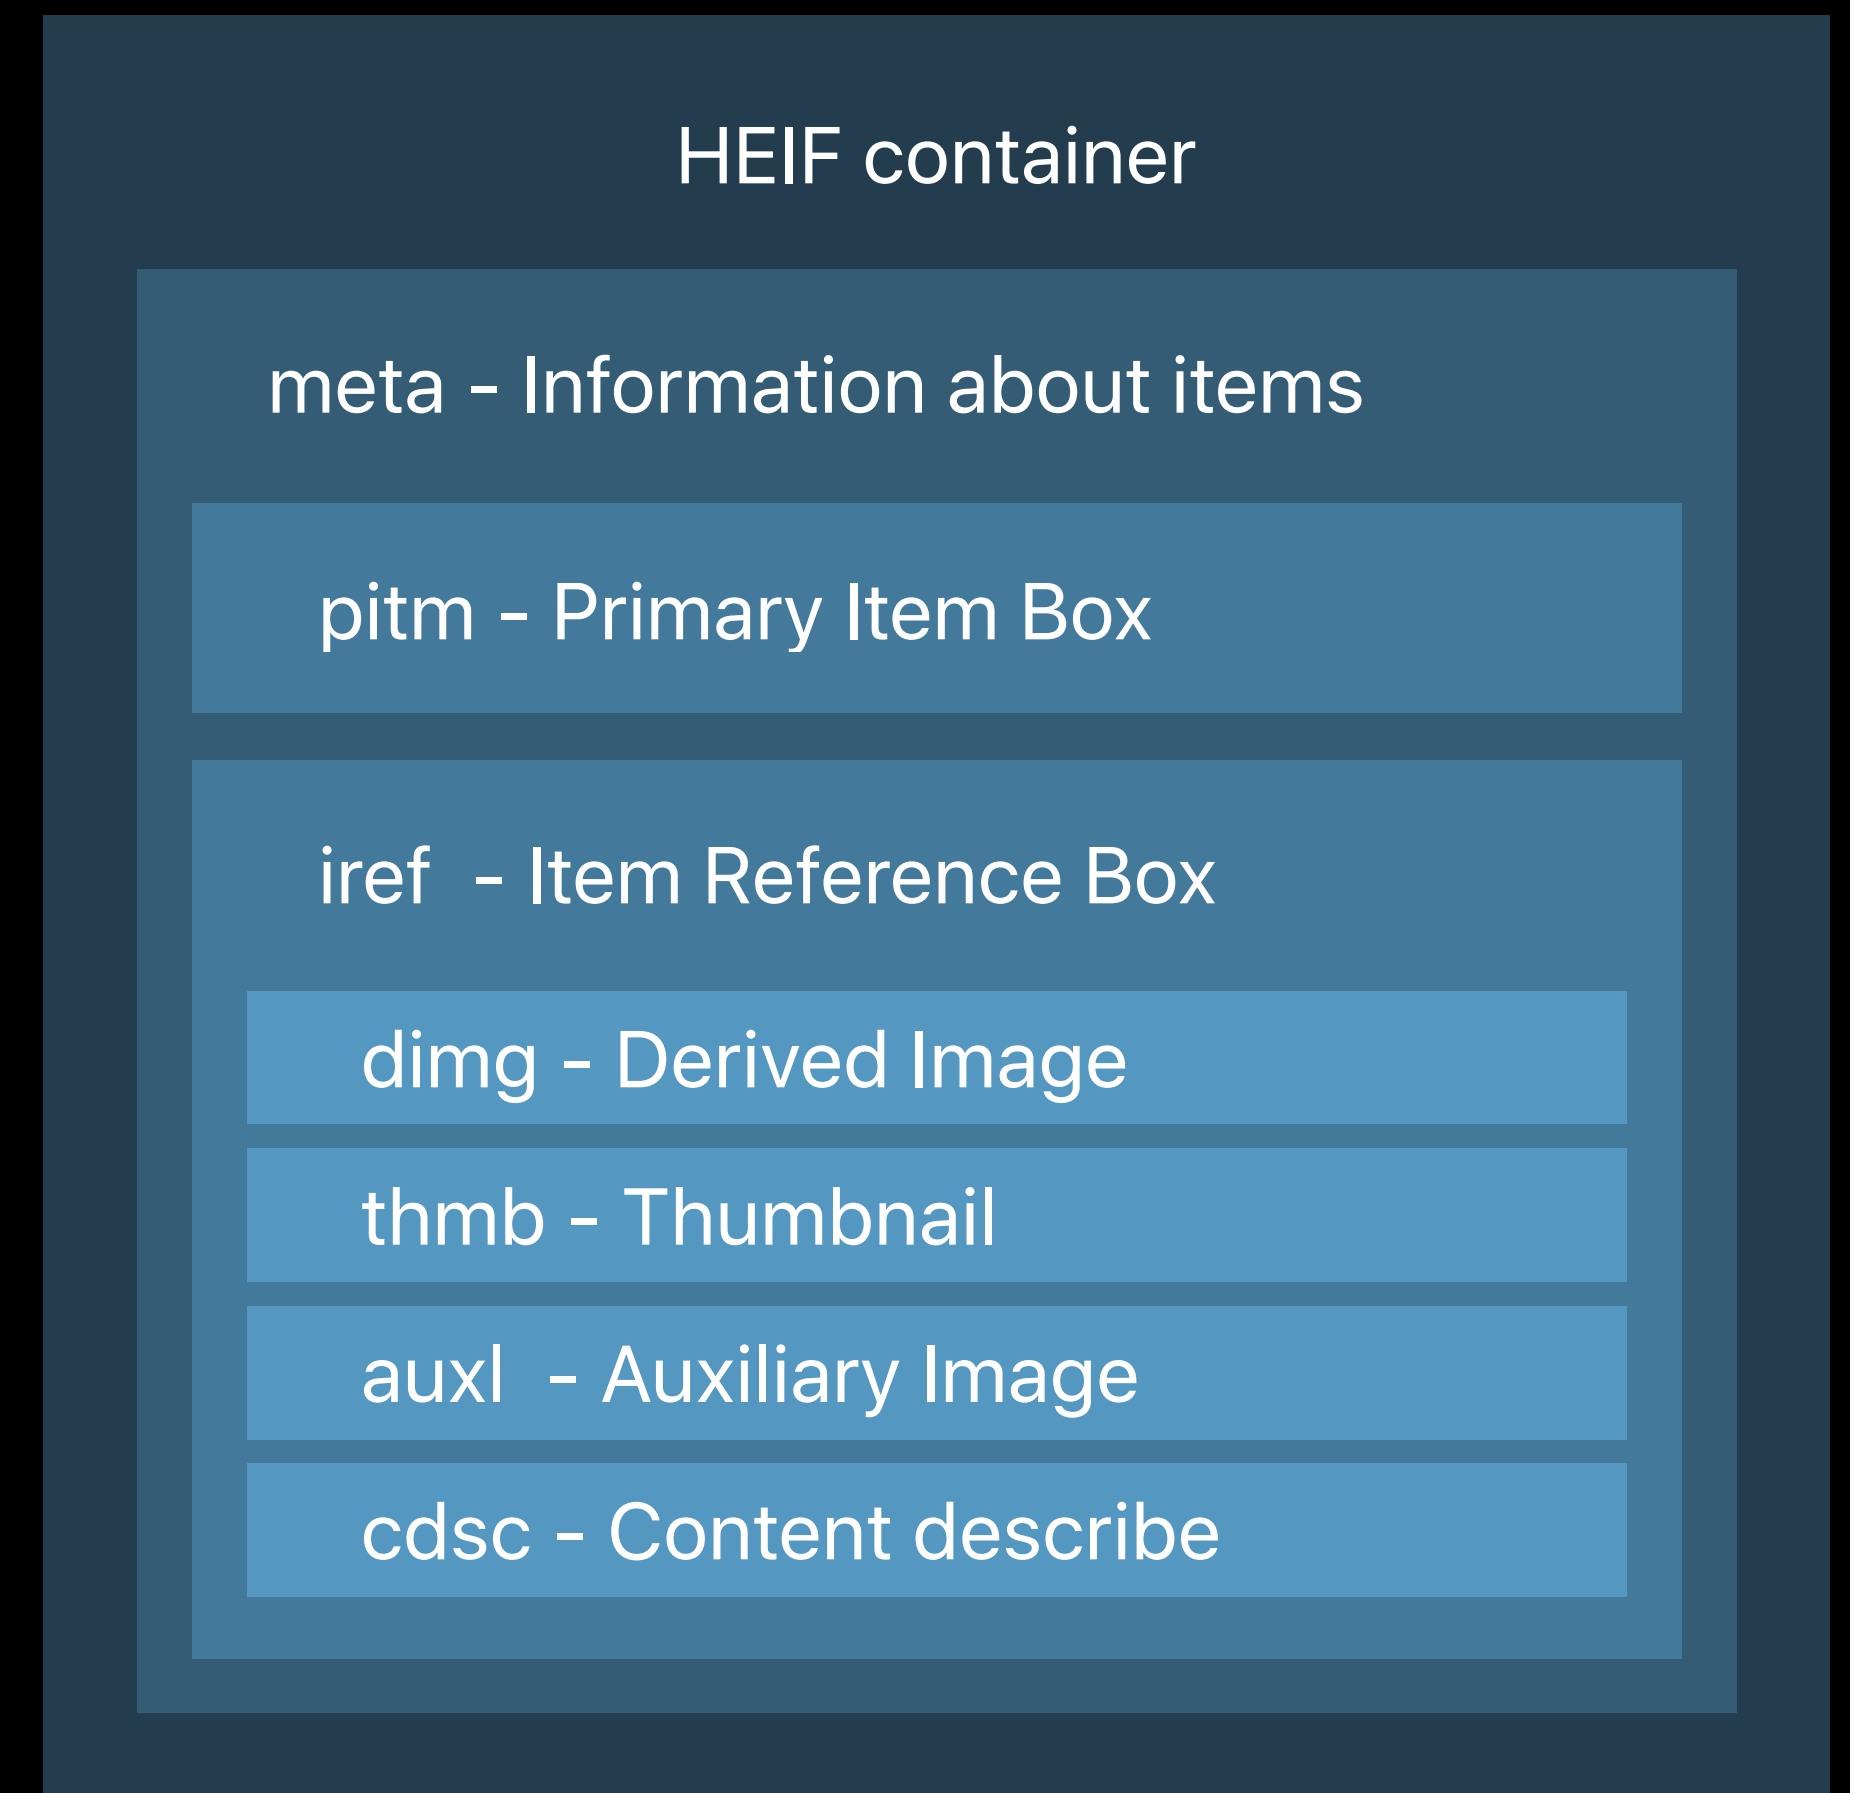 HEIF container
meta - Information about items
pitm - Primary Item Box
iref  - Item Reference Box
dimg - Derived Image
thmb - Thumbnail
auxl  - Auxiliary Image
cdsc - Content describe